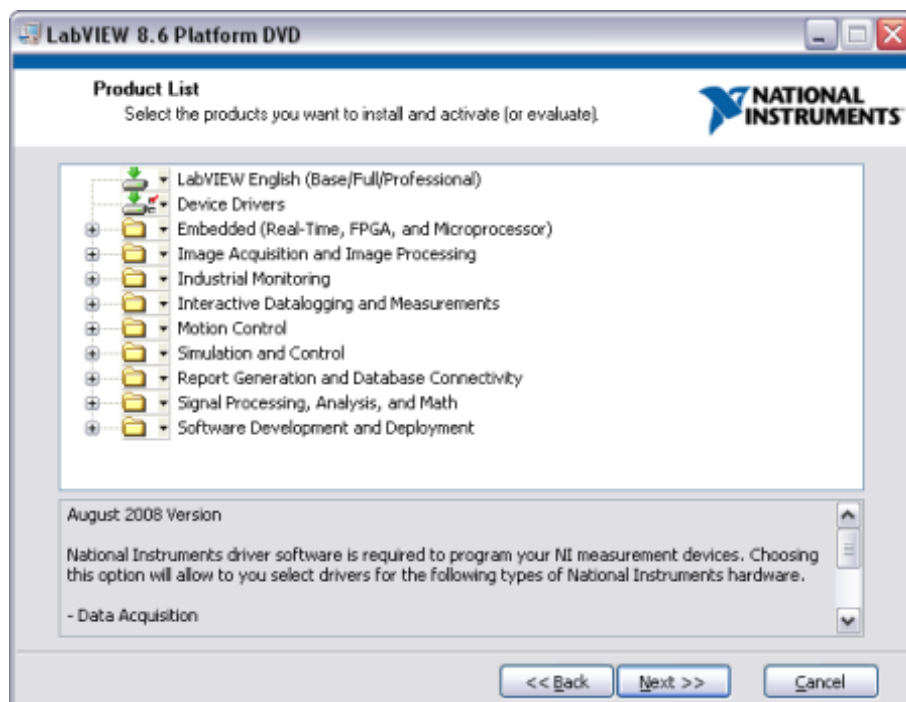 LabVIEW 8.6 Platform DVD
Product List
Select the products you want to install and activate (or evaluate).
NATIONAL
INSTRUMENTS
LabVIEW English (Base/Full/Professional)
Device Drivers
Embedded (Real-Time, FPGA, and Microprocessor)
Image Acquisition and Image Processing
Industrial Monitoring
Interactive Datalogging and Measurements
Motion Control
Simulation and Control
Report Generation and Database Connectivity
Signal Processing, Analysis, and Math
Software Development and Deployment
August 2008 Version
National Instruments driver software is required to program your NI measurement devices. Choosing
this option will allow to you select drivers for the following types of National Instruments hardware.
- Data Acquisition
<< Back
Next >>
Cancel